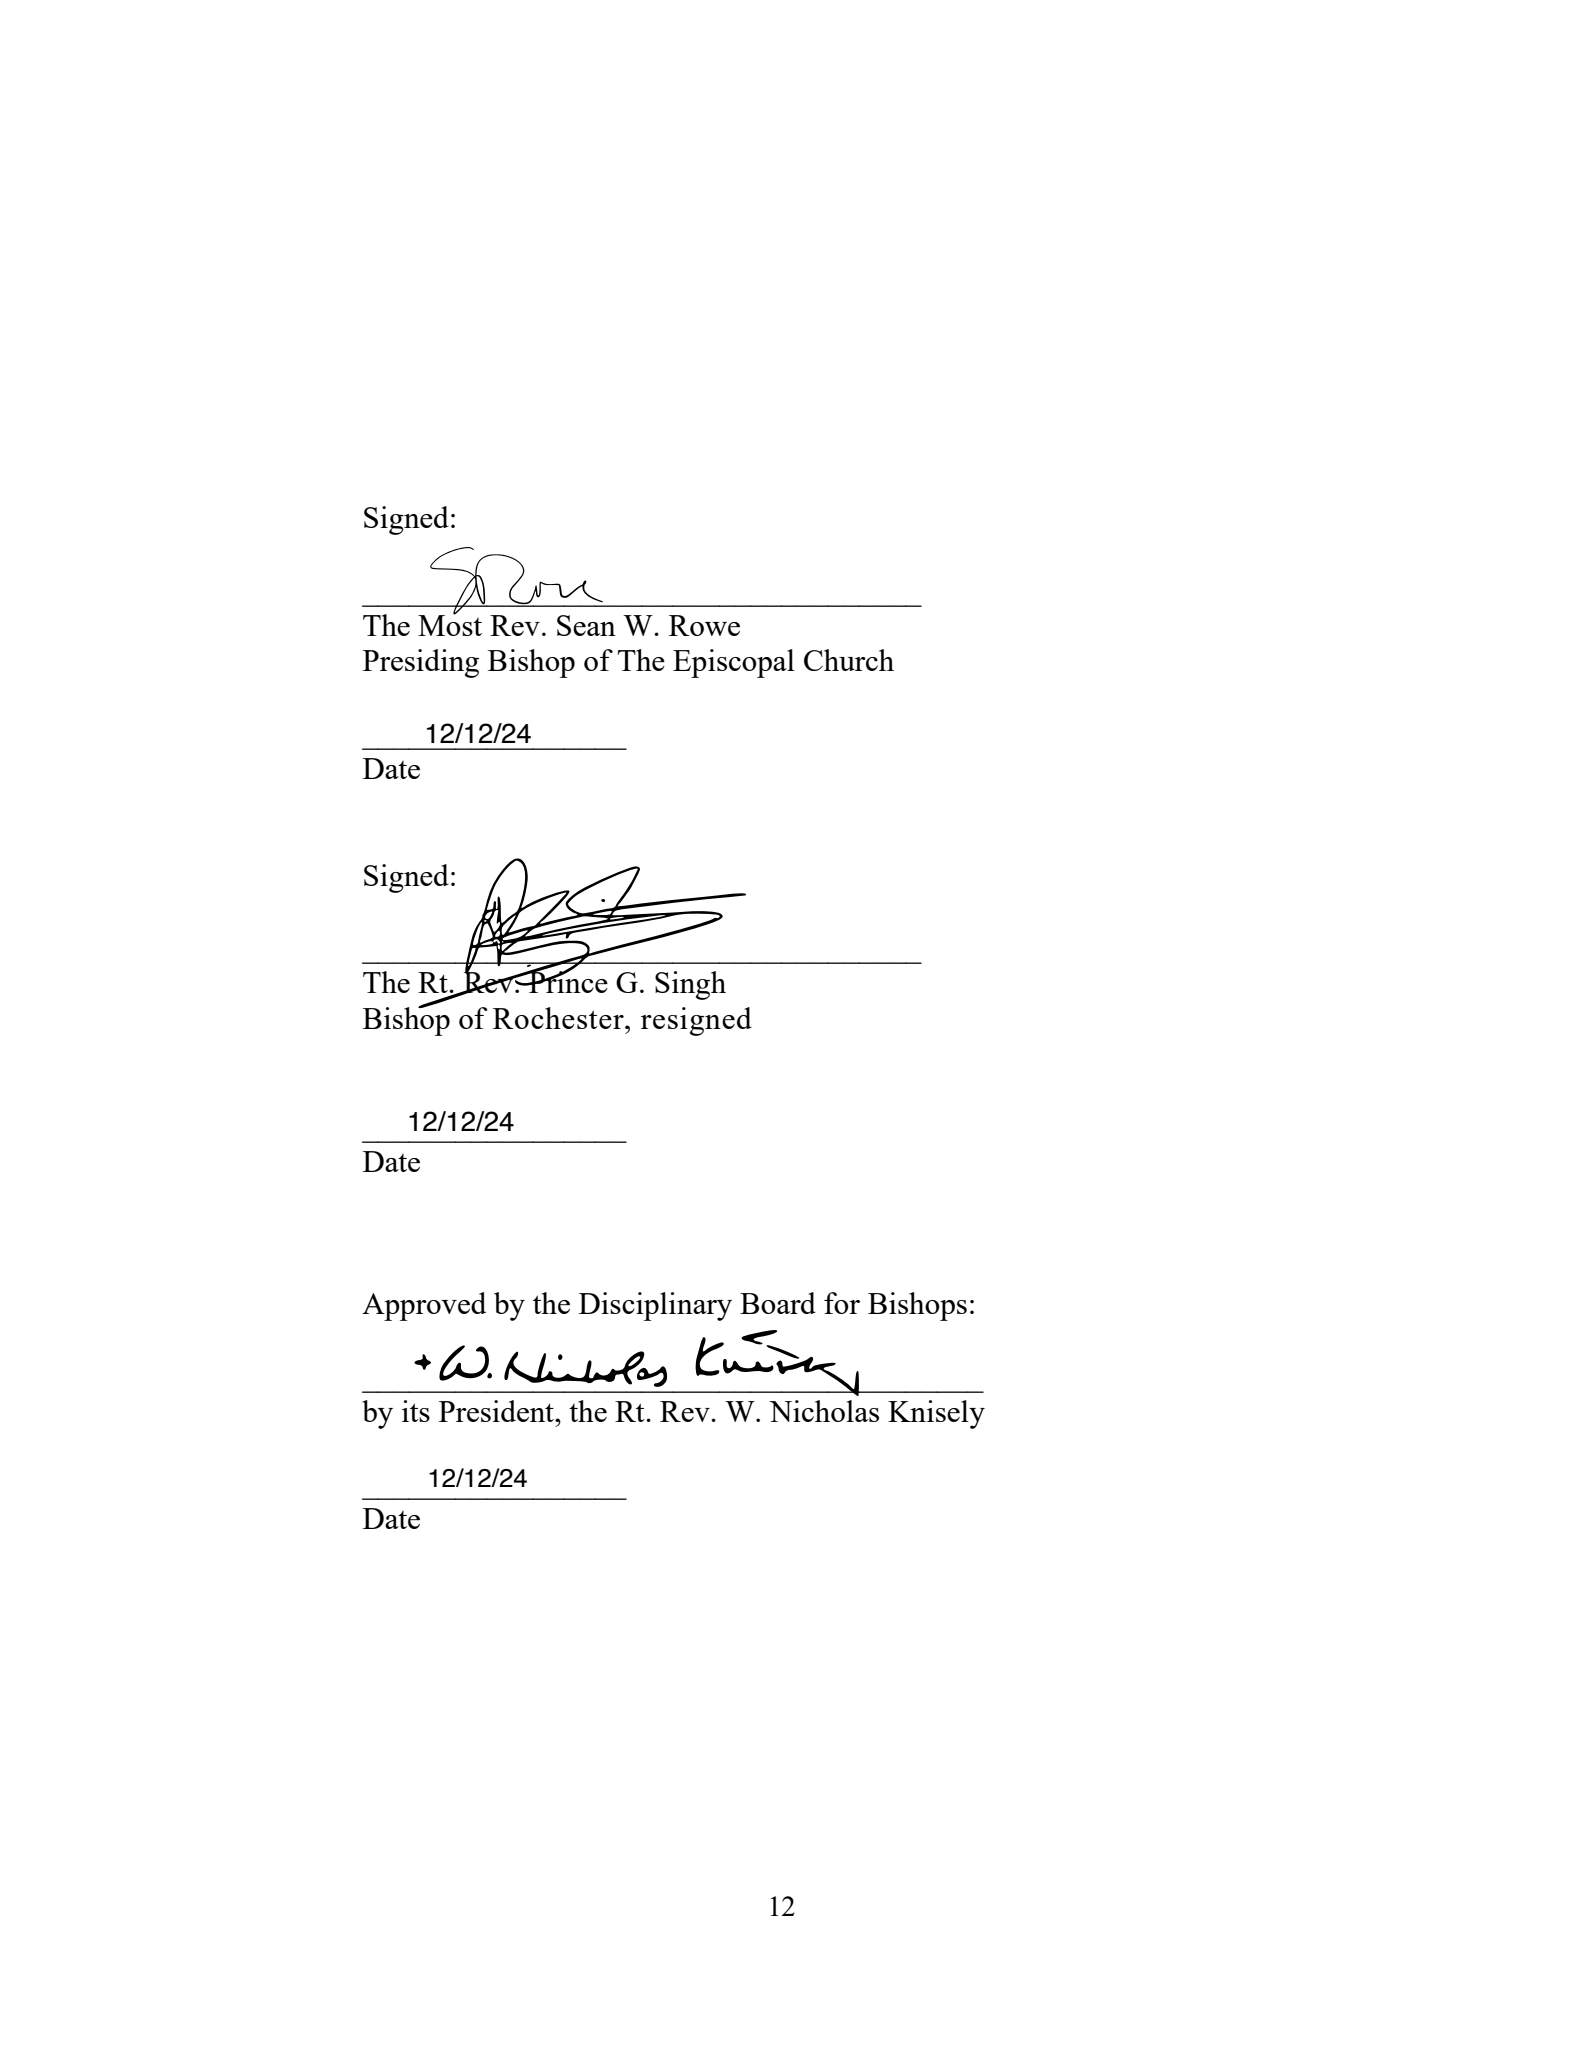 Signed:
S Rowe
The Most Rev. Sean W. Rowe
Presiding Bishop of The Episcopal Church
12/12/24
Date
Signed:
The Rt. Rev. Prince G. Singh
Bishop of Rochester, resigned
12/12/24
Date
Approved by the Disciplinary Board for Bishops:
+W. Nicholas Knisely
by its President, the Rt. Rev. W. Nicholas Knisely
12/12/24
Date
12